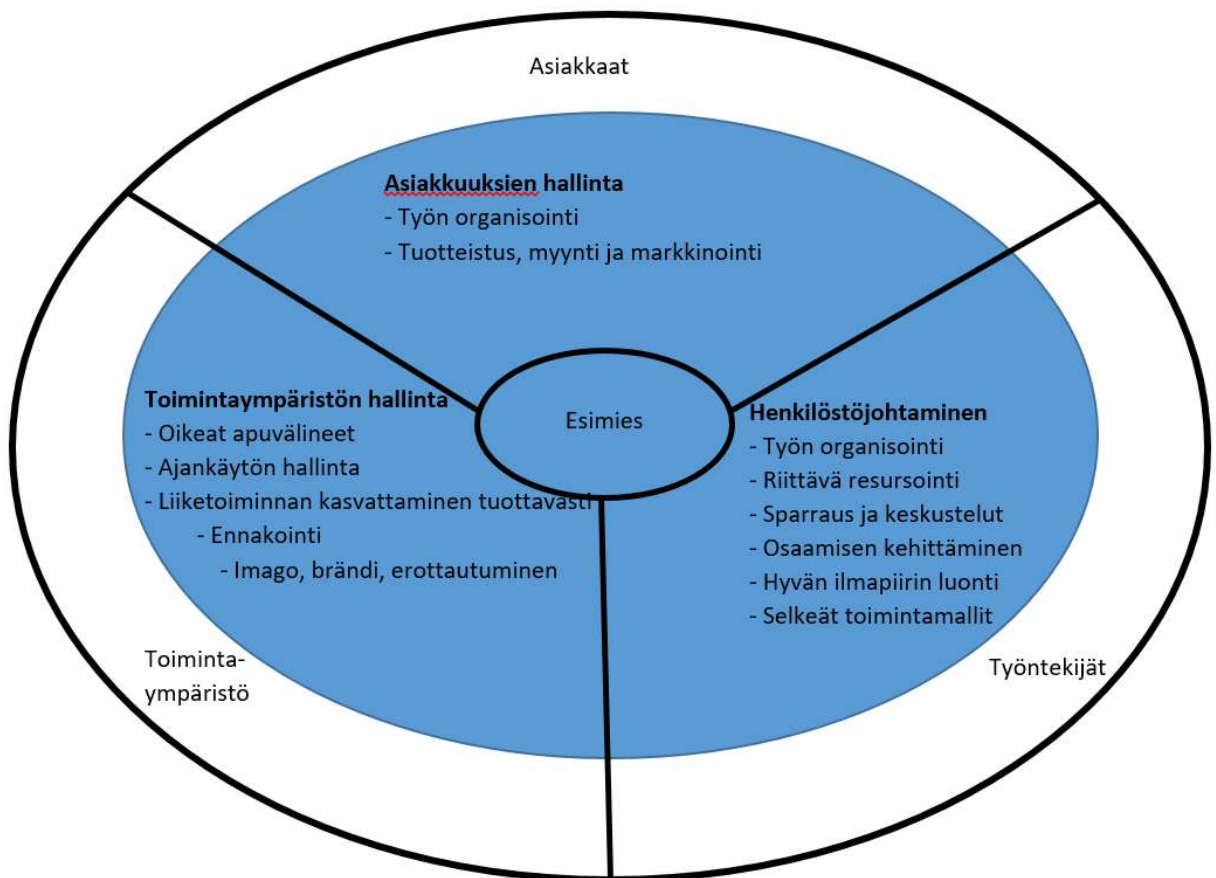 Asiakkaat
Asiakkuuksien hallinta
- Työn organisointi
- Tuotteistus, myynti ja markkinointi
Esimies
Toimintaympäristön hallinta
- Oikeat apuvälineet
- Ajankäytön hallinta
- Liiketoiminnan kasvattaminen tuottavasti
- Ennakointi
- Imago, brändi, erottautuminen
Henkilöstöjohtaminen
- Työn organisointi
- Riittävä resursointi
- Sparraus ja keskustelut
- Osaamisen kehittäminen
- Hyvän ilmapiirin luonti
- Selkeät toimintamallit
Toiminta-
ympäristö
Työntekijät